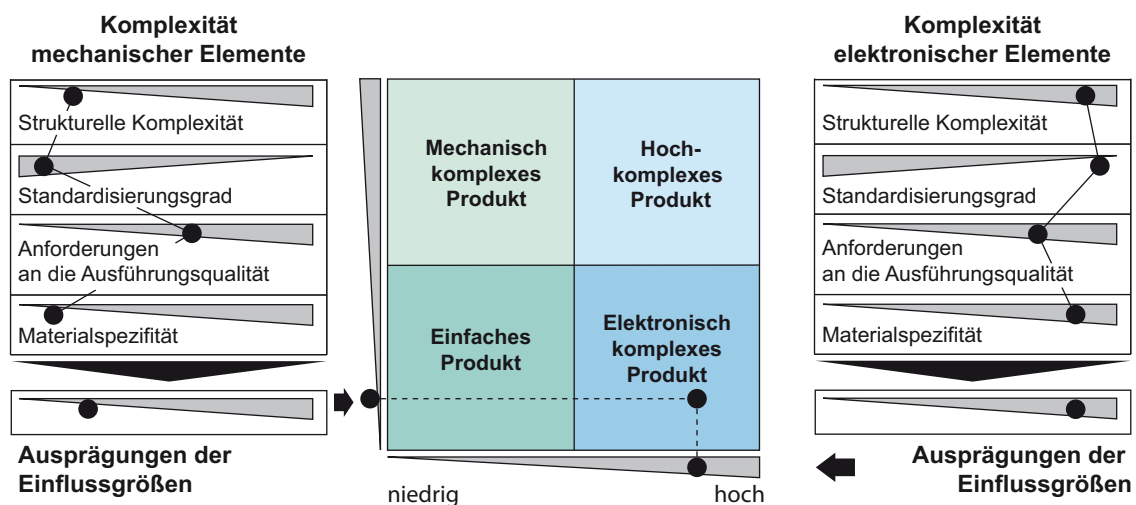 Komplexität
mechanischer Elemente
Strukturelle Komplexität
Standardisierungsgrad
Anforderungen
an die Ausführungsqualität
Materialspezifität
Ausprägungen der
Einflussgrößen
Mechanisch
komplexes
Produkt
Hoch-
komplexes
Produkt
Einfaches
Produkt
Elektronisch
komplexes
Produkt
niedrig
hoch
Komplexität
elektronischer Elemente
Strukturelle Komplexität
Standardisierungsgrad
Anforderungen
an die Ausführungsqualität
Materialspezifität
Ausprägungen der
Einflussgrößen